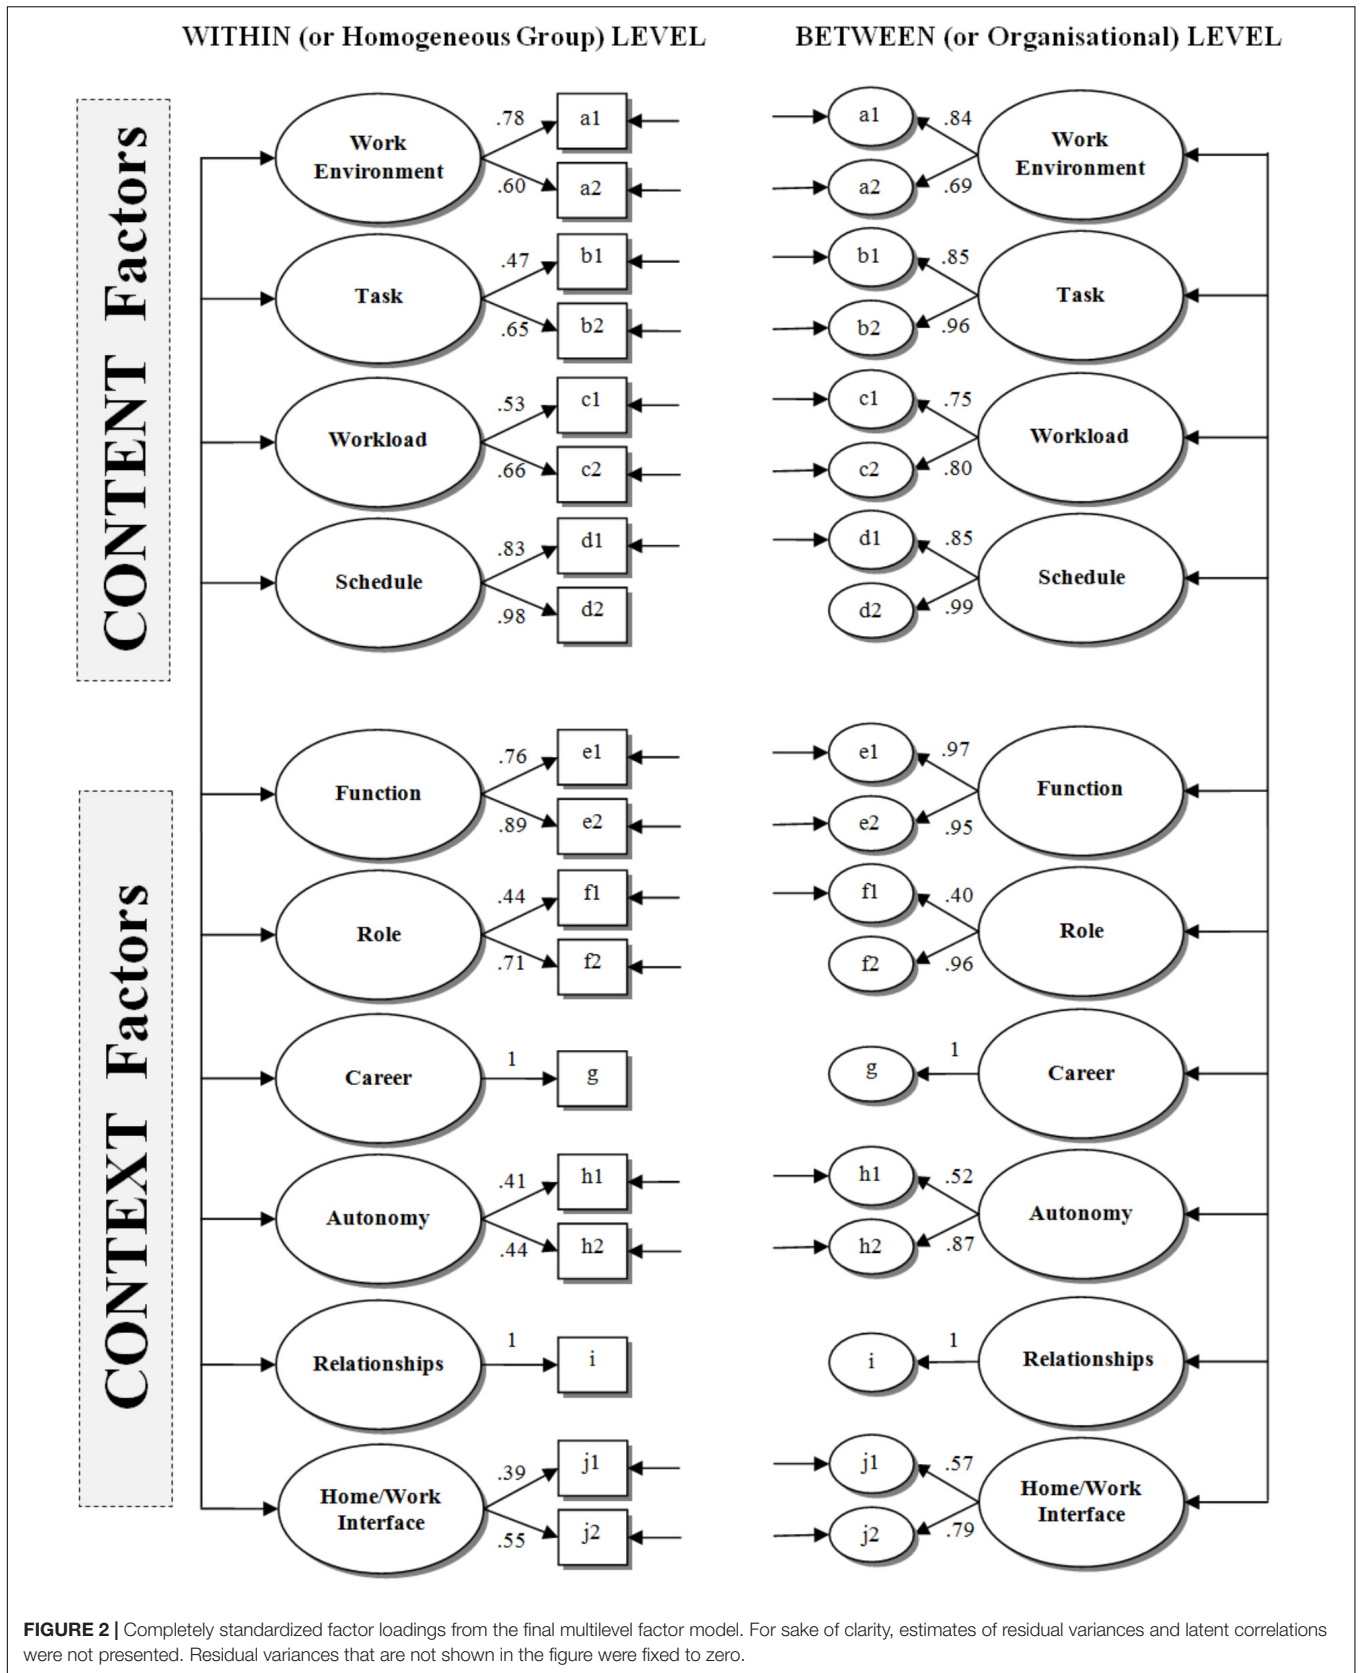 WITHIN (or Homogeneous Group) LEVEL
BETWEEN (or Organisational) LEVEL
CONTENT Factors
Work
Environment
.78
a1
.60
a2
a1
.84
a2
.69
Work
Environment
Task
.47
b1
.65
b2
b1
.85
b2
.96
Task
Workload
.53
c1
.66
c2
c1
.75
c2
.80
Workload
Schedule
.83
d1
.98
d2
d1
.85
d2
.99
Schedule
CONTEXT Factors
Function
.76
e1
.89
e2
e1
.97
e2
.95
Function
Role
.44
f1
.71
f2
f1
.40
f2
.96
Role
Career
1
g
g
1
Career
Autonomy
.41
h1
.44
h2
h1
.52
h2
.87
Autonomy
Relationships
1
i
i
1
Relationships
Home/Work
Interface
.39
j1
.55
j2
j1
.57
j2
.79
Home/Work
Interface
FIGURE 2 | Completely standardized factor loadings from the final multilevel factor model. For sake of clarity, estimates of residual variances and latent correlations
were not presented. Residual variances that are not shown in the figure were fixed to zero.